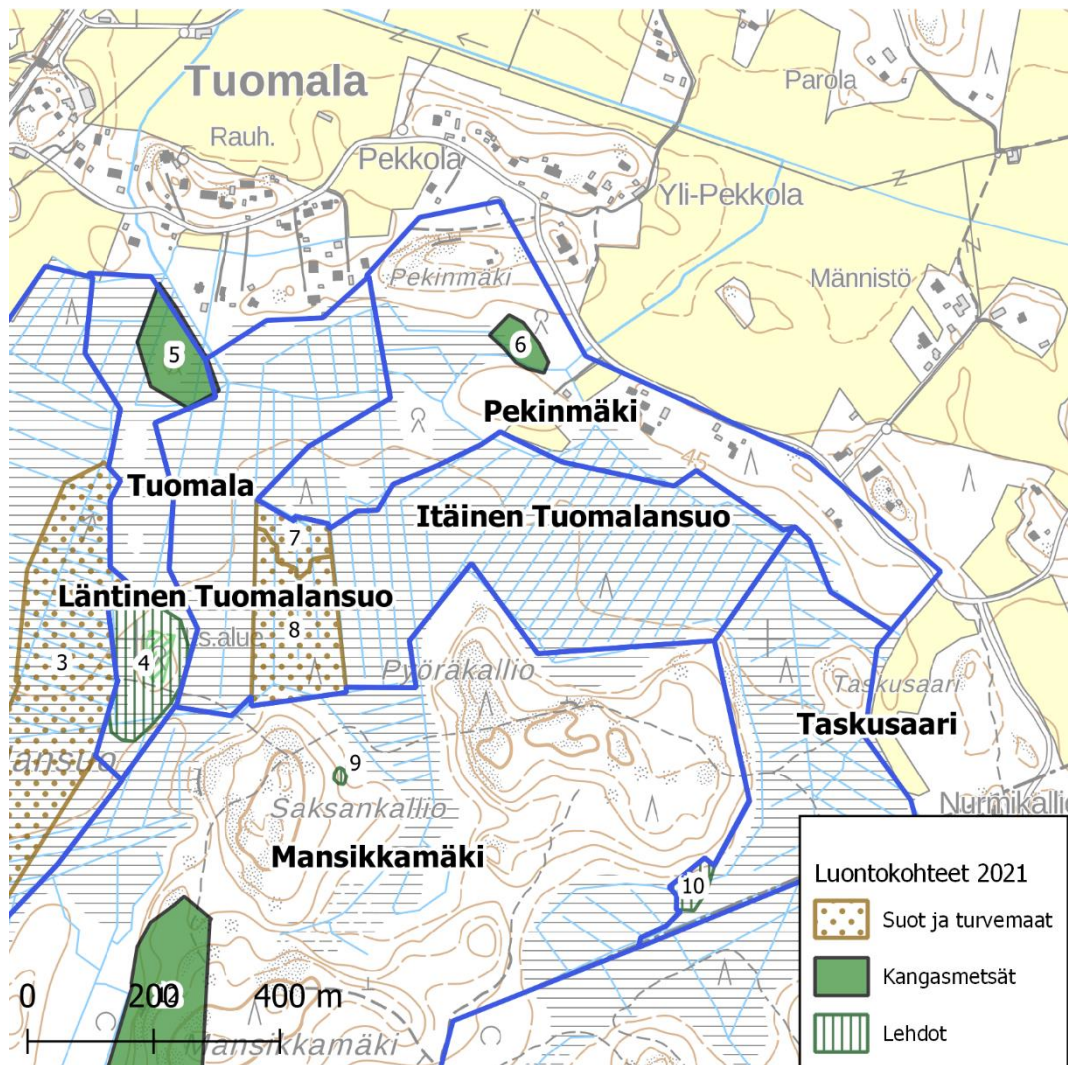 Tuomala
Rauh.
Pekkola
Parola
Yli-Pekkola
Männistö
Pekinmäki
5
6
Pekinmäki
45
Tuomala
Itäinen Tuomalansuo
7
Läntinen Tuomalansuo
8
s.alue
3
4
Pyöräkallio
Taskusaari
Taskusaari
ansuo
9
Saksankallio
Nurmikallio
Mansikkamäki
10
Luontokohteet 2021
Suot ja turvemaat
Kangasmetsät
Lehdot
0 200 400 m
Mansikkamäki